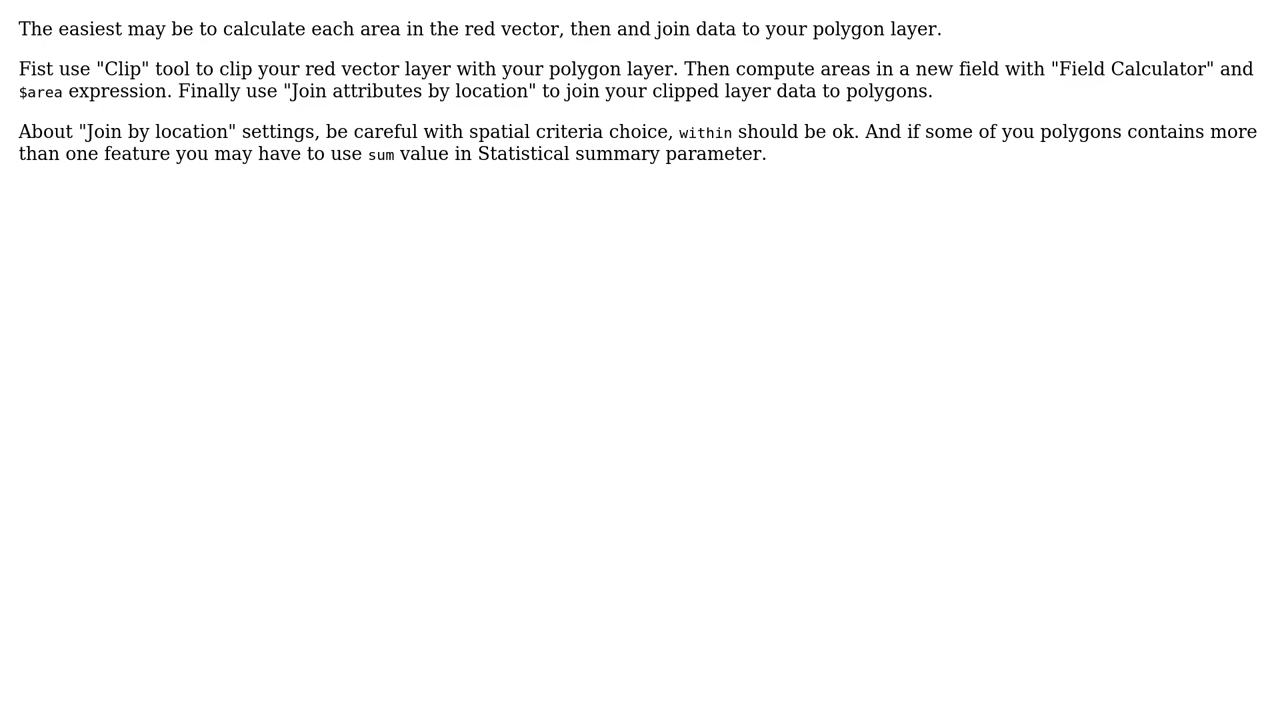 The easiest may be to calculate each area in the red vector, then and join data to your polygon layer.
Fist use "Clip" tool to clip your red vector layer with your polygon layer. Then compute areas in a new field with "Field Calculator" and
$area expression. Finally use "Join attributes by location" to join your clipped layer data to polygons.
About "Join by location" settings, be careful with spatial criteria choice, within should be ok. And if some of you polygons contains more
than one feature you may have to use sum value in Statistical summary parameter.